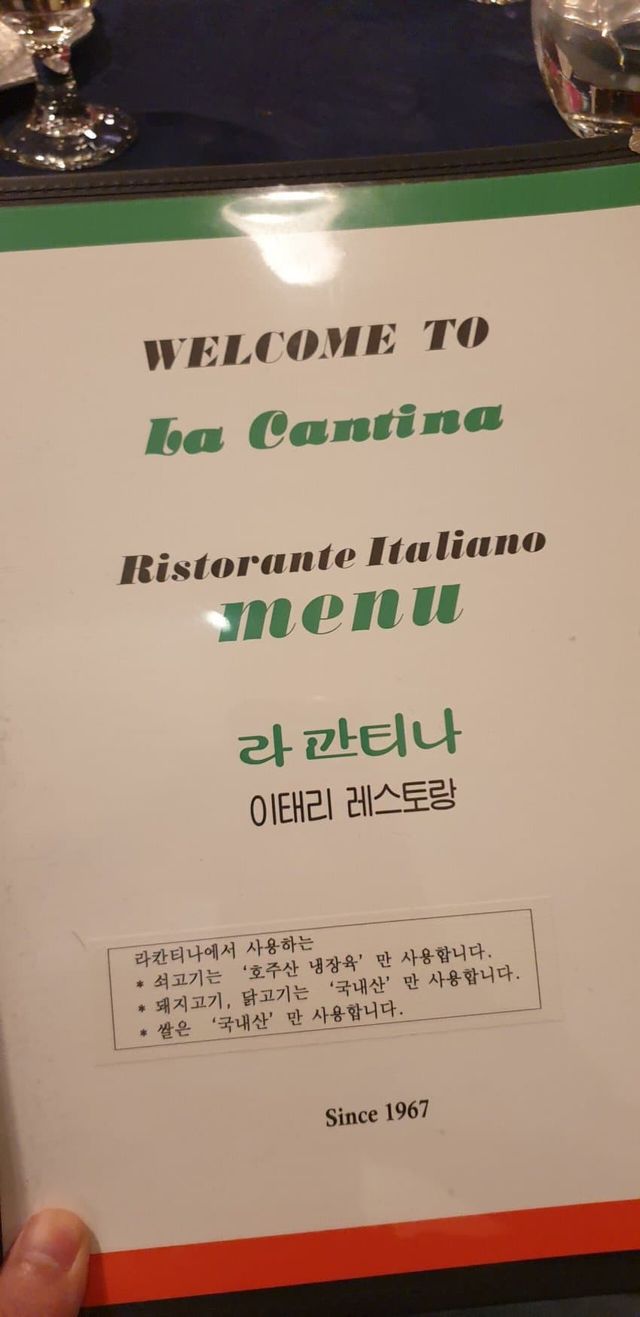 WELCOME TO
La Cantina
Ristorante Italiano
menu
라 칸티나
이태리 레스토랑
라칸티나에서 사용하는
* 쇠고기는 '호주산 냉장육' 만 사용합니다.
* 돼지고기, 닭고기는 '국내산' 만 사용합니다.
* 쌀은 '국내산' 만 사용합니다.
Since 1967